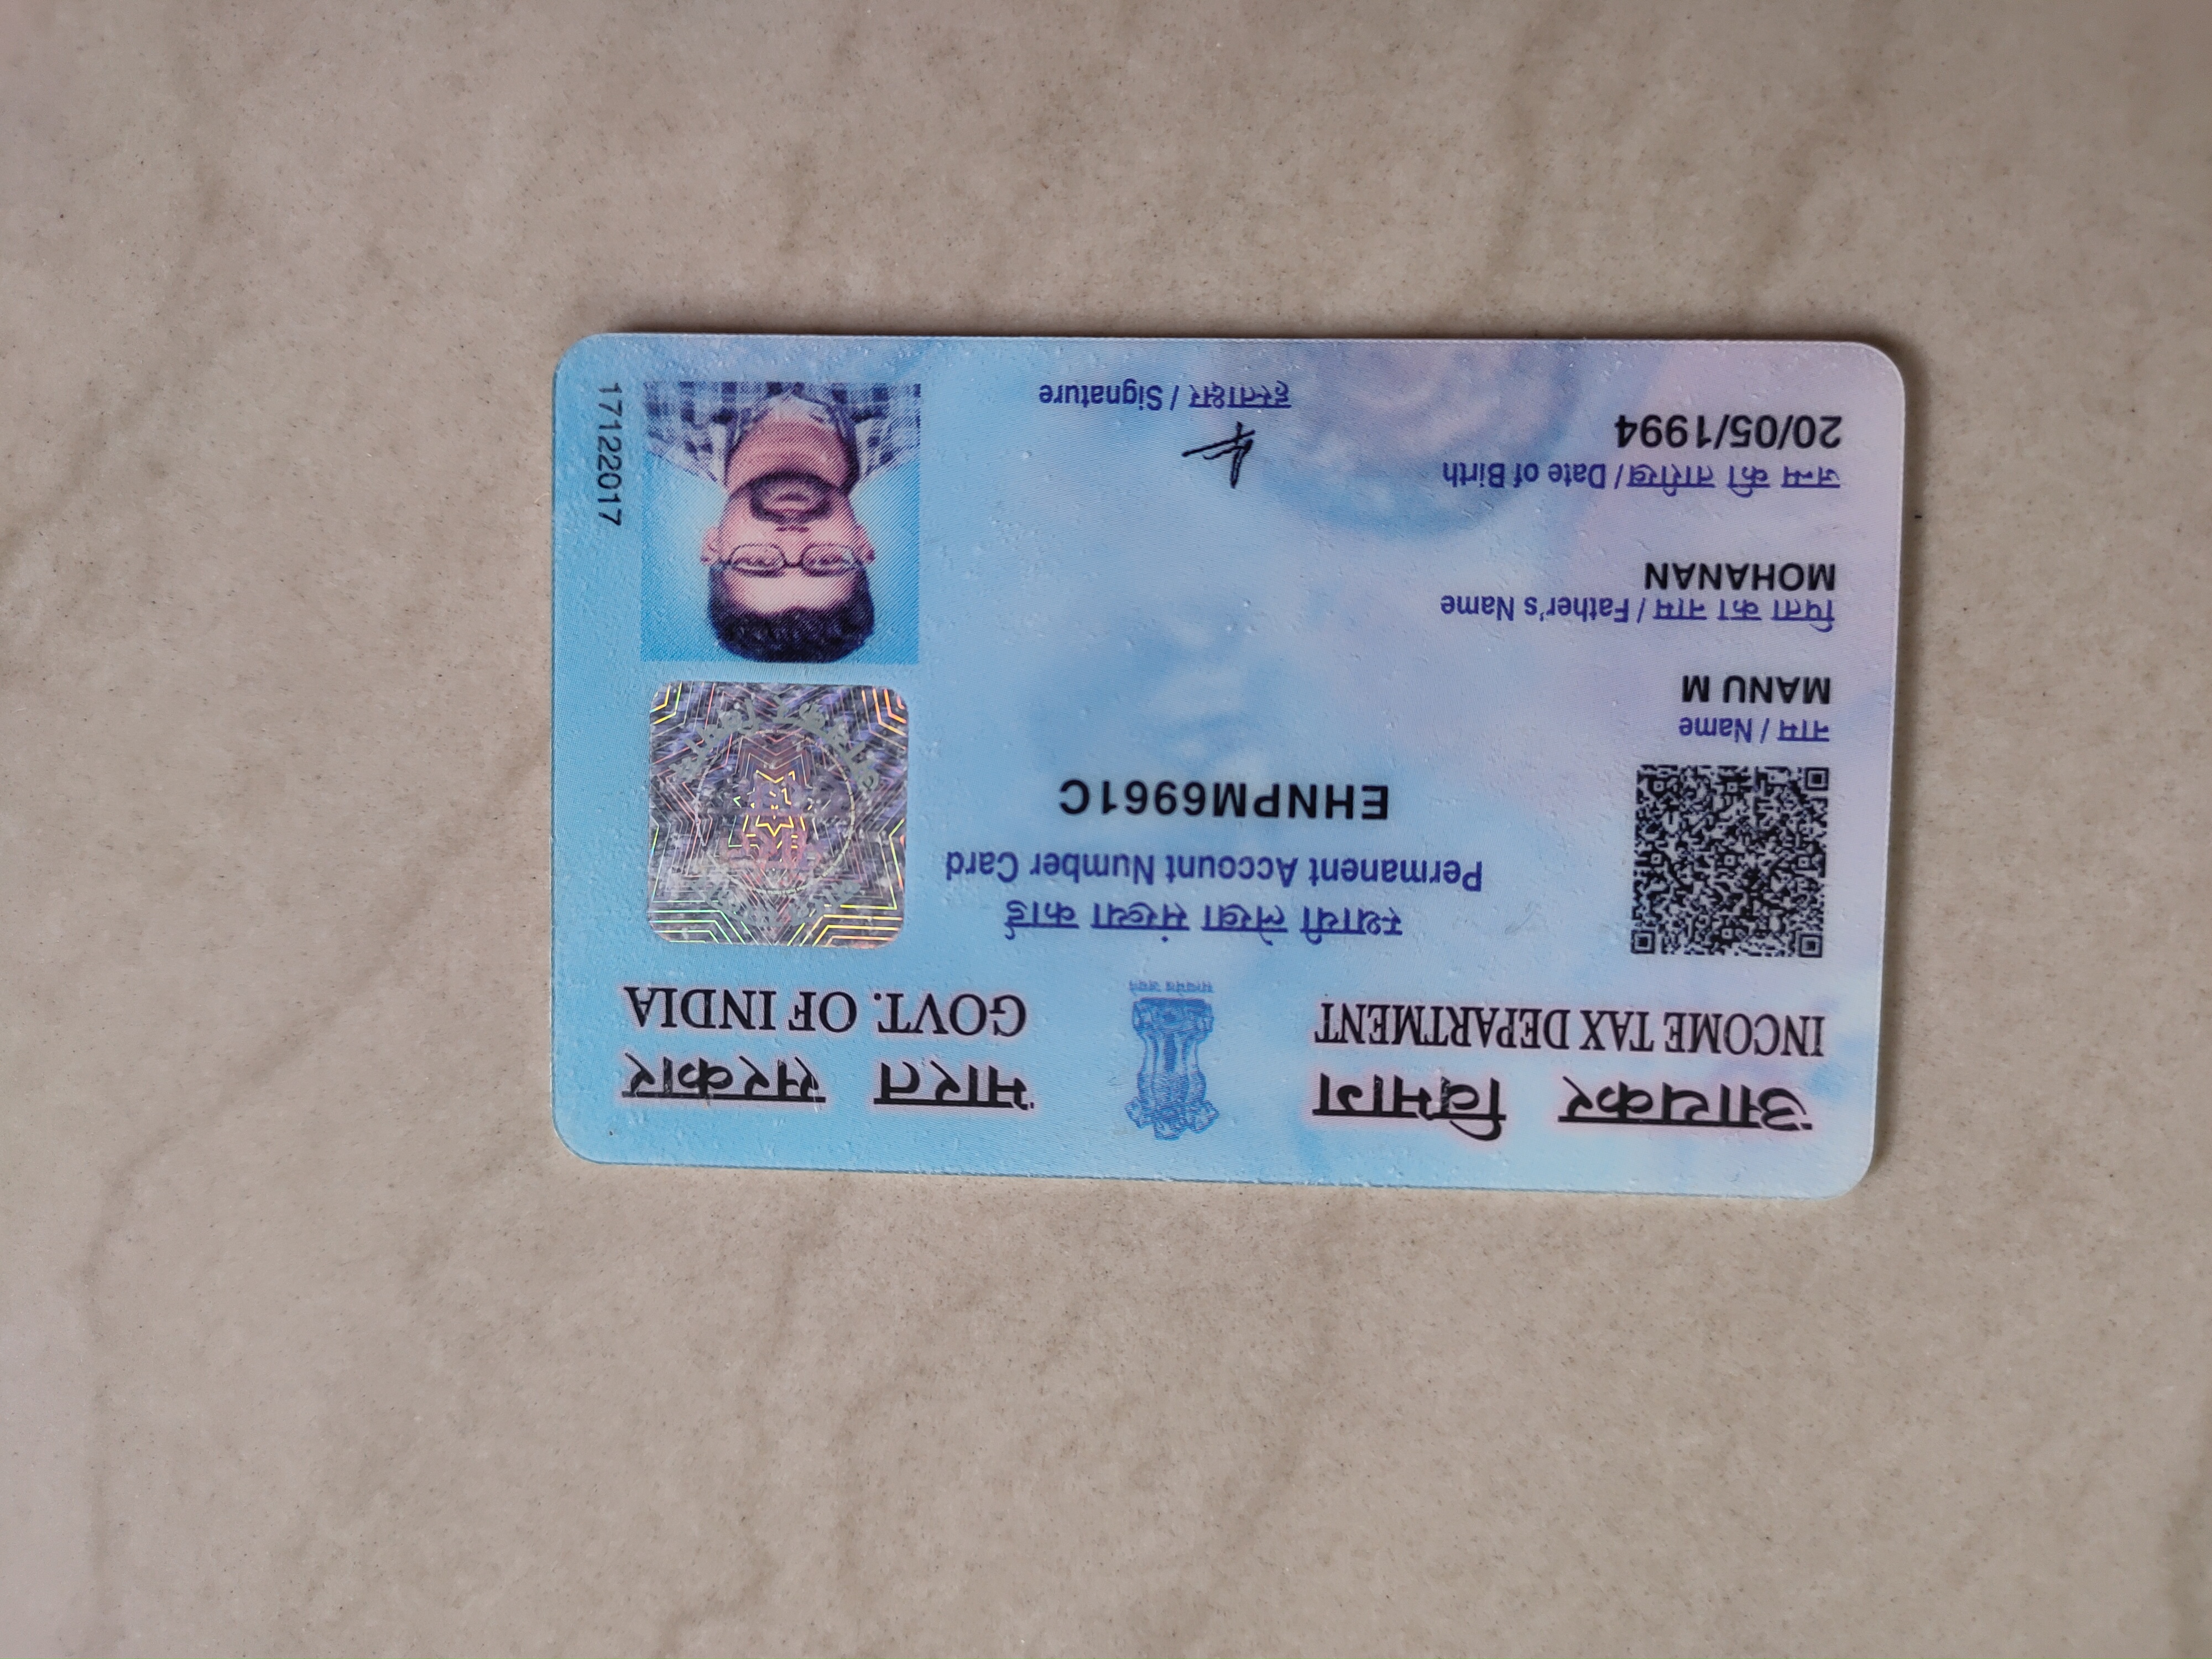 आयकर विभाग
INCOME TAX DEPARTMENT
सत्यमेव जयते
भारत सरकार
GOVT. OF INDIA
स्थायी लेखा संख्या कार्ड
Permanent Account Number Card
EHNPM6961C
नाम / Name
MANU M
पिता का नाम / Father's Name
MOHANAN
जन्म की तारीख / Date of Birth
20/05/1994
हस्ताक्षर / Signature
17122017